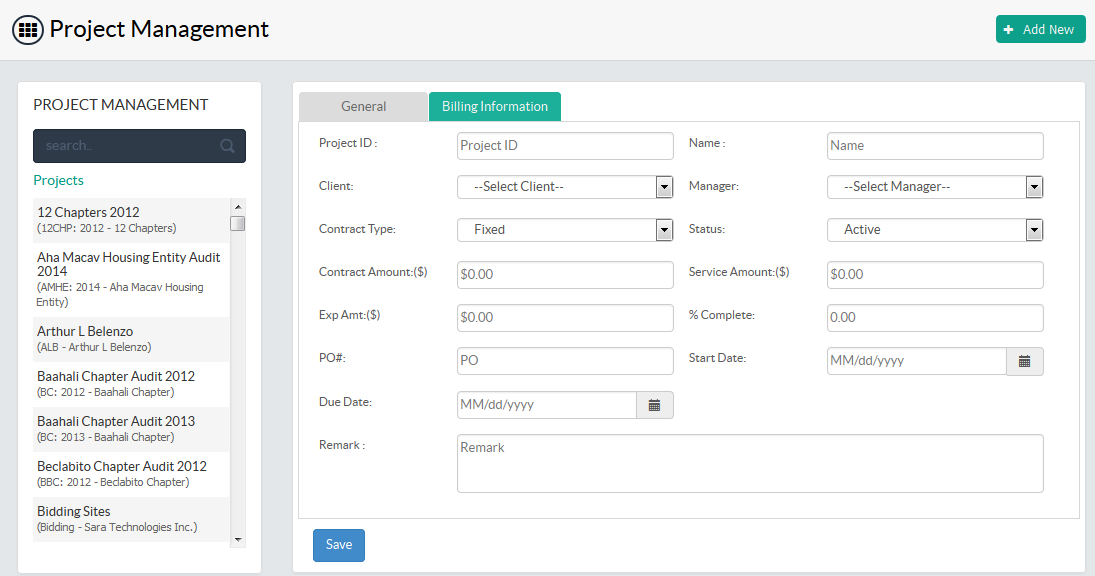 Project Management
Add New
PROJECT MANAGEMENT
search..
Projects
12 Chapters 2012
(12CHP: 2012 - 12 Chapters)
Aha Macav Housing Entity Audit
2014
(AMHE: 2014 - Aha Macav Housing
Entity)
Arthur L Belenzo
(ALB - Arthur L Belenzo)
Baahali Chapter Audit 2012
(BC: 2012 - Baahali Chapter)
Baahali Chapter Audit 2013
(BC: 2013 - Baahali Chapter)
Beclabito Chapter Audit 2012
(BBC: 2012 - Beclabito Chapter)
Bidding Sites
(Bidding - Sara Technologies Inc.)
General
Billing Information
Project ID :
Project ID
Name :
Name
Client:
--Select Client--
Manager:
--Select Manager--
Contract Type:
Fixed
Status:
Active
Contract Amount:($)
$0.00
Service Amount:($)
$0.00
Exp Amt:($)
$0.00
% Complete:
0.00
PO#:
PO
Start Date:
MM/dd/yyyy
Due Date:
MM/dd/yyyy
Remark :
Remark
Save